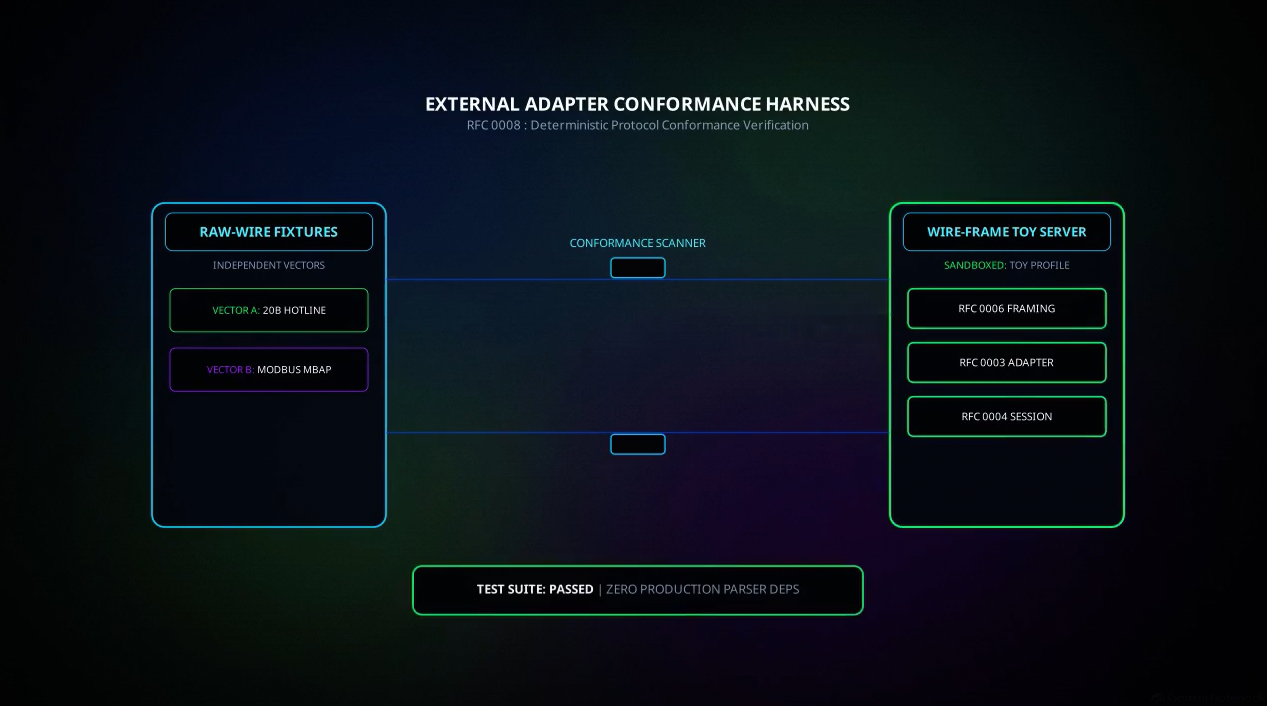 EXTERNAL ADAPTER CONFORMANCE HARNESS
RFC 0008 : Deterministic Protocol Conformance Verification
RAW-WIRE FIXTURES
INDEPENDENT VECTORS
VECTOR A: 20B HOTLINE
VECTOR B: MODBUS MBAP
CONFORMANCE SCANNER
WIRE-FRAME TOY SERVER
SANDBOXED: TOY PROFILE
RFC 0006 FRAMING
RFC 0003 ADAPTER
RFC 0004 SESSION
TEST SUITE: PASSED | ZERO PRODUCTION PARSER DEPS